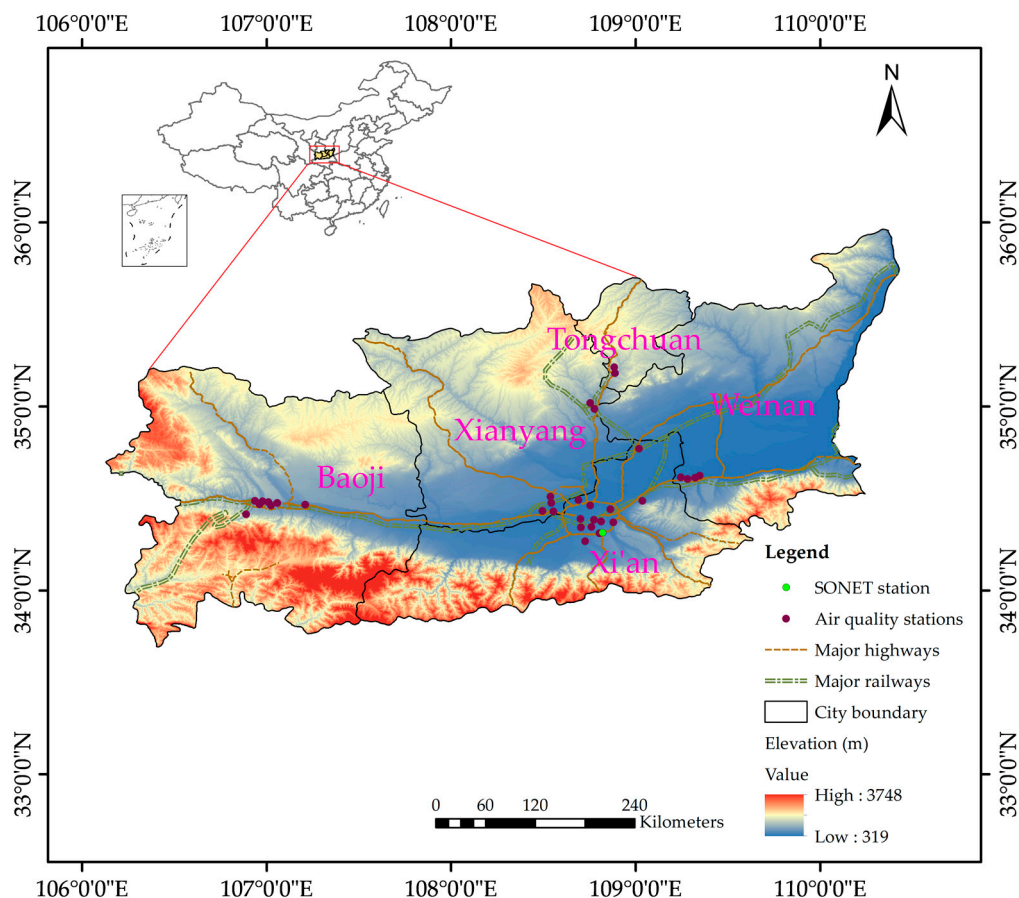 106°0'0"E 107°0'0"E 108°0'0"E 109°0'0"E 110°0'0"E
N
36°0'0"N
36°0'0"N
Tongchuan
35°0'0"N
Weinan
35°0'0"N
Xianyang
Baoji
Xi'an
34°0'0"N
34°0'0"N
Legend
SONET station
Air quality stations
Major highways
Major railways
City boundary
Elevation (m)
Value
High : 3748
Low : 319
33°0'0"N
33°0'0"N
0 60 120 240
Kilometers
106°0'0"E 107°0'0"E 108°0'0"E 109°0'0"E 110°0'0"E